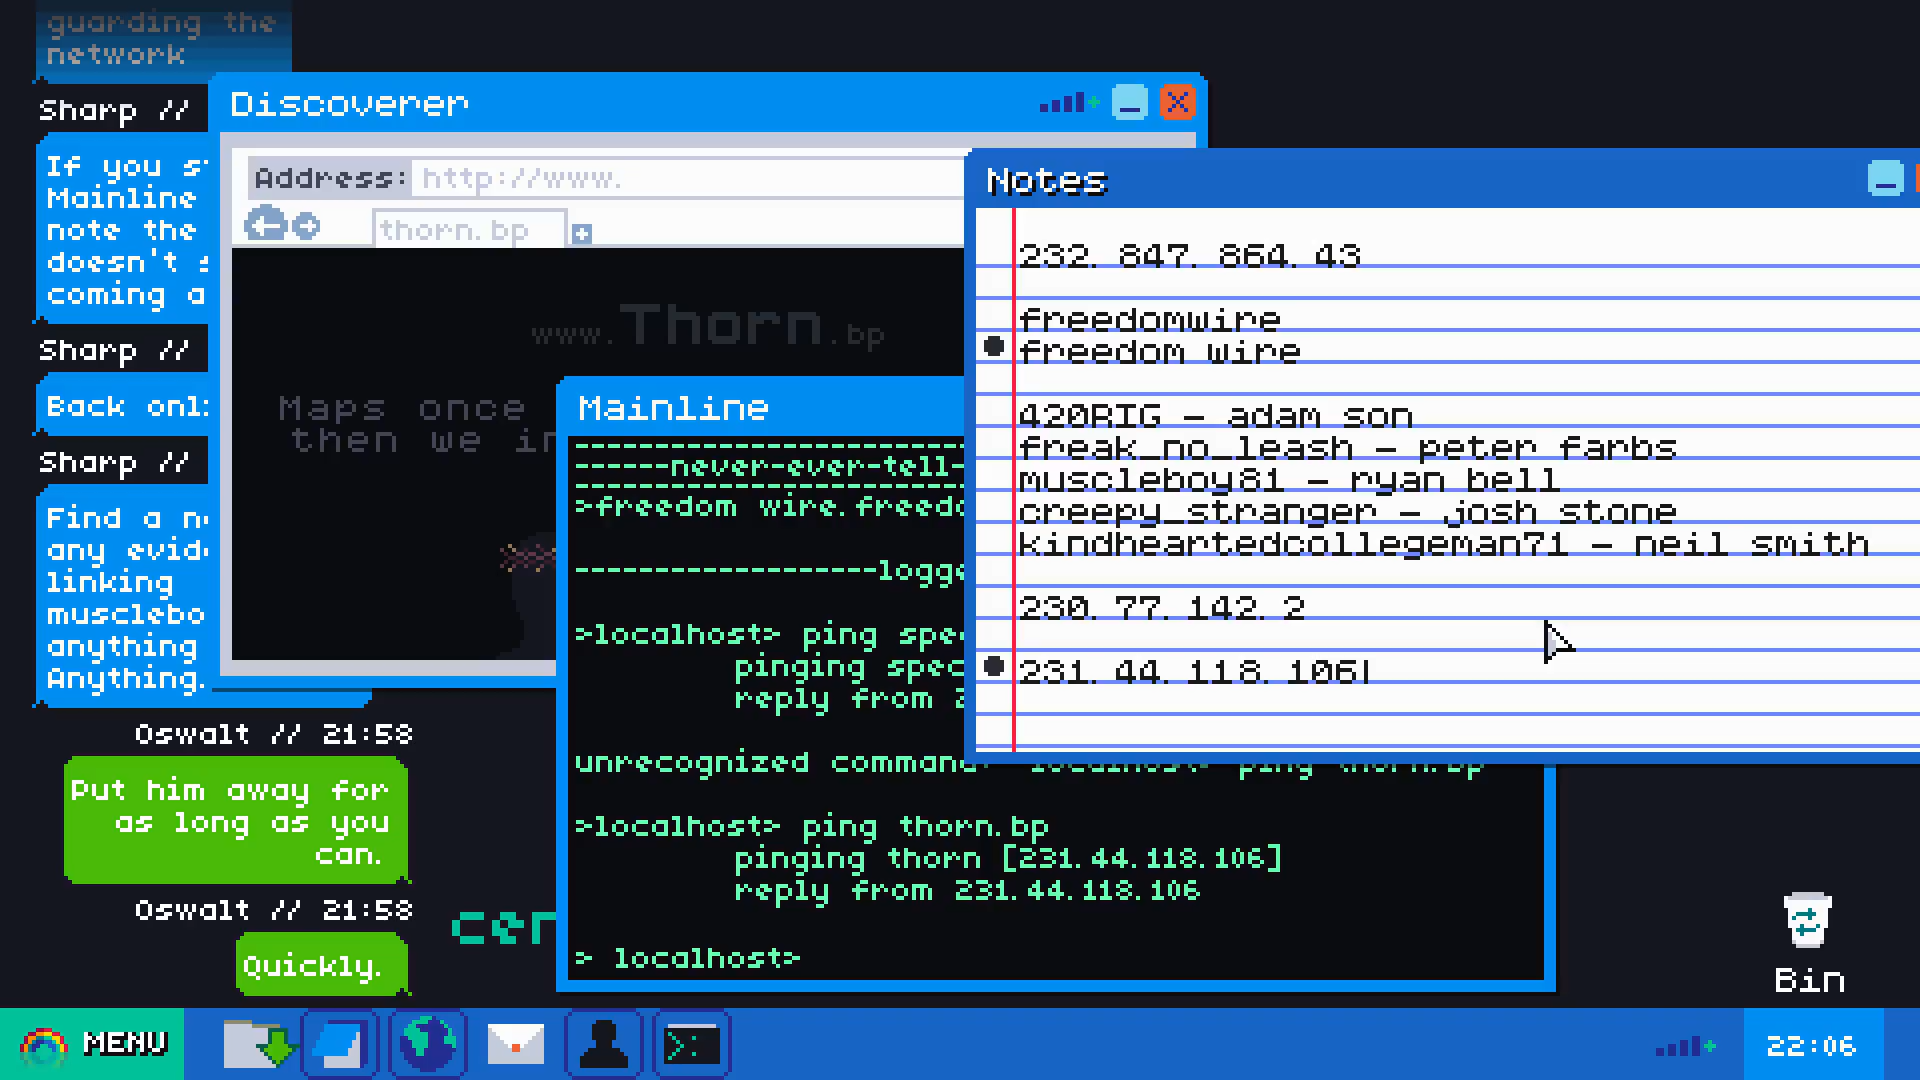 guarding the
network
Sharp //
If you
Mainline
note the
doesn't
coming a
Sharp //
Back onl
Sharp //
Find a
any evid
linking
musclebo
anything
Anything.
Oswalt // 21:58
Put him away for
as long as you
can.
Oswalt // 21:58
Quickly.
Discoverer
Address: http://www.
thorn.bp
www.Thorn.bp
Maps once
then we in
Mainline
------never-ever-tell-
>freedom wire.freedo
------------------logge
>localhost> ping spe
pinging spec
reply from 2
unrecognized command: localhost> ping thorn.bp
>localhost> ping thorn.bp
pinging thorn [231.44.118.106]
reply from 231.44.118.106
> localhost>
Notes
232. 847. 864. 43
freedomwire
freedom wire
420RIG - adam son
freak_no_leash - peter farbs
muscleboy81 - ryan bell
creepy_stranger - josh stone
kindheartedcollegeman71 - neil smith
230. 77. 142. 2
231. 44. 118. 106
cer
Bin
MENU
22:06